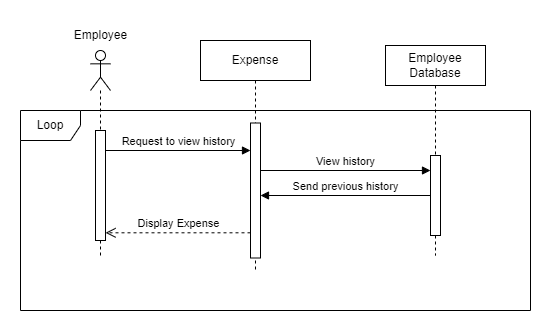 Employee
Expense
Employee
Database
Loop
Request to view history
View history
Send previous history
Display Expense